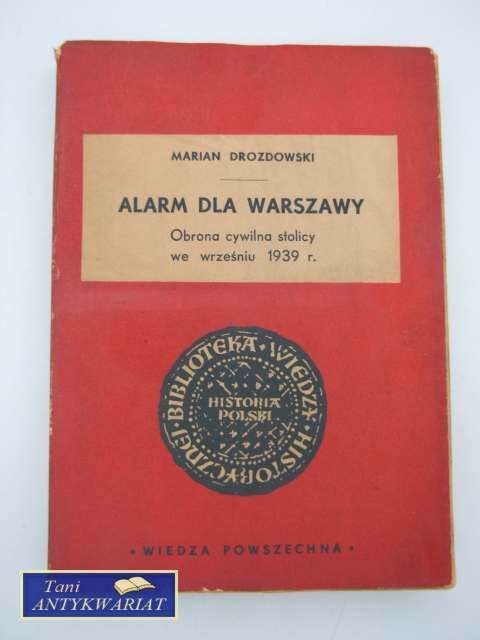 MARIAN DROZDOWSKI
ALARM DLA WARSZAWY
Obrona cywilna stolicy
we wrześniu 1939 r.
BIBLIOTEKA • WIEDZY • HISTORYCZNEJ •
HISTORIA
POLSKI
• WIEDZA POWSZECHNA •
Tani
ANTYKWARIAT